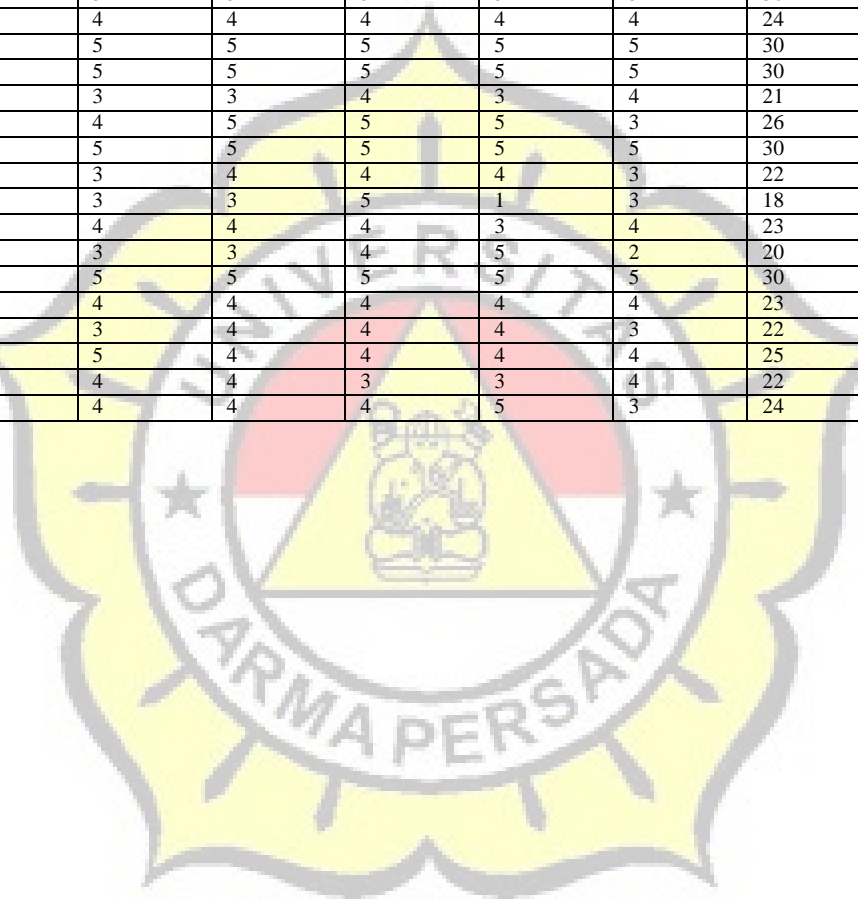 4 4 4 4 4 24
5 5 5 5 5 30
5 5 5 5 5 30
3 3 4 3 4 21
4 5 5 5 3 26
5 5 5 5 5 30
3 4 4 4 3 22
3 3 5 1 3 18
4 4 4 3 4 23
3 3 4 5 2 20
5 5 5 5 5 30
4 4 4 4 4 23
3 4 4 4 3 22
5 4 4 4 4 25
4 4 3 3 4 22
4 4 4 5 3 24
UNIVERSITAS
DARMA PERSADA